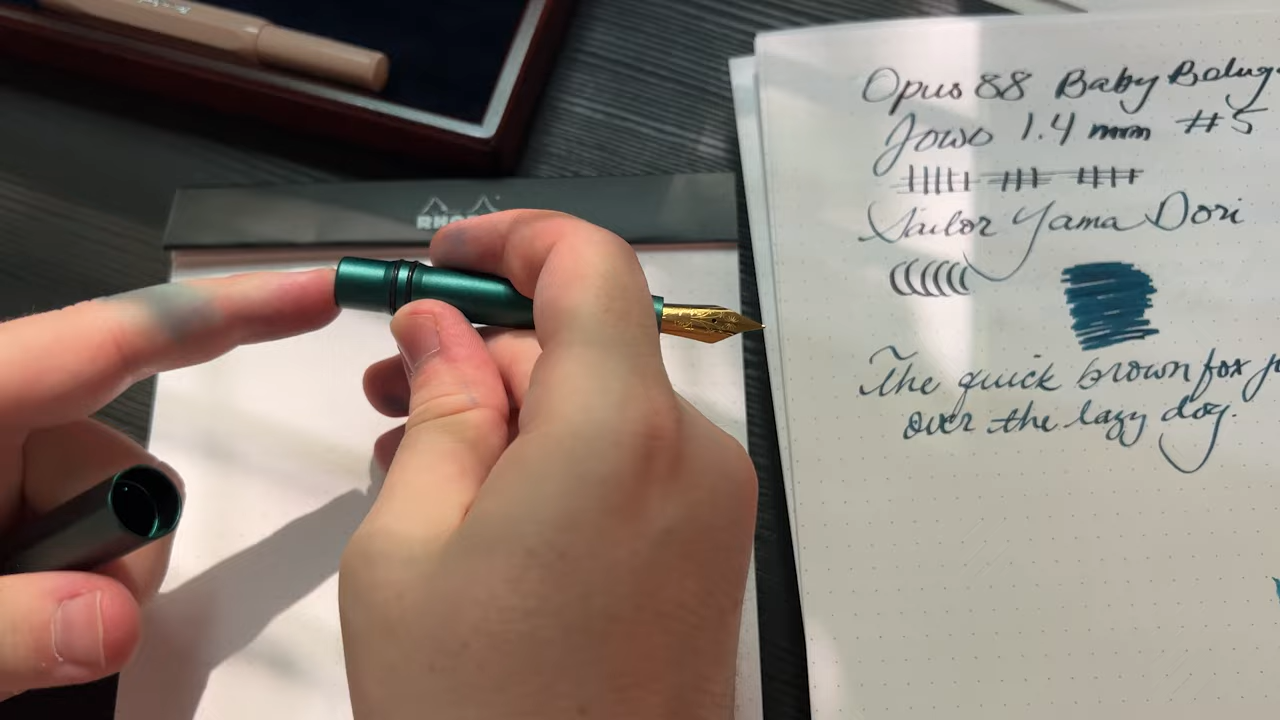 Opus 88 Baby Belug
Jowo 1.4 mm #5
Sailor Yama Dori
The quick brown fox
over the lazy dog.